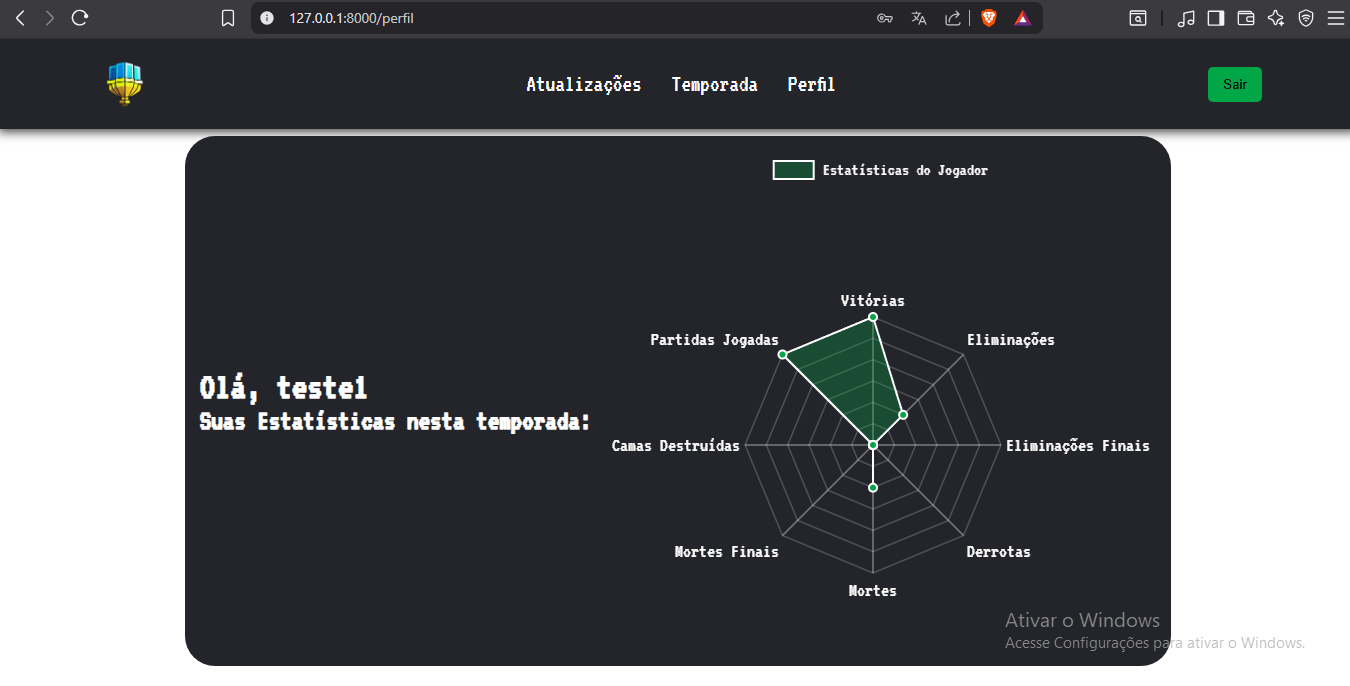 127.0.0.1:8000/perfil
Atualizações Temporada Perfil Sair
Estatísticas do Jogador
Vitórias
Partidas Jogadas Eliminações
Olá, teste1
Suas Estatísticas nesta temporada:
Camas Destruídas Eliminações Finais
Mortes Finais Derrotas
Mortes
Ativar o Windows
Acesse Configurações para ativar o Windows.